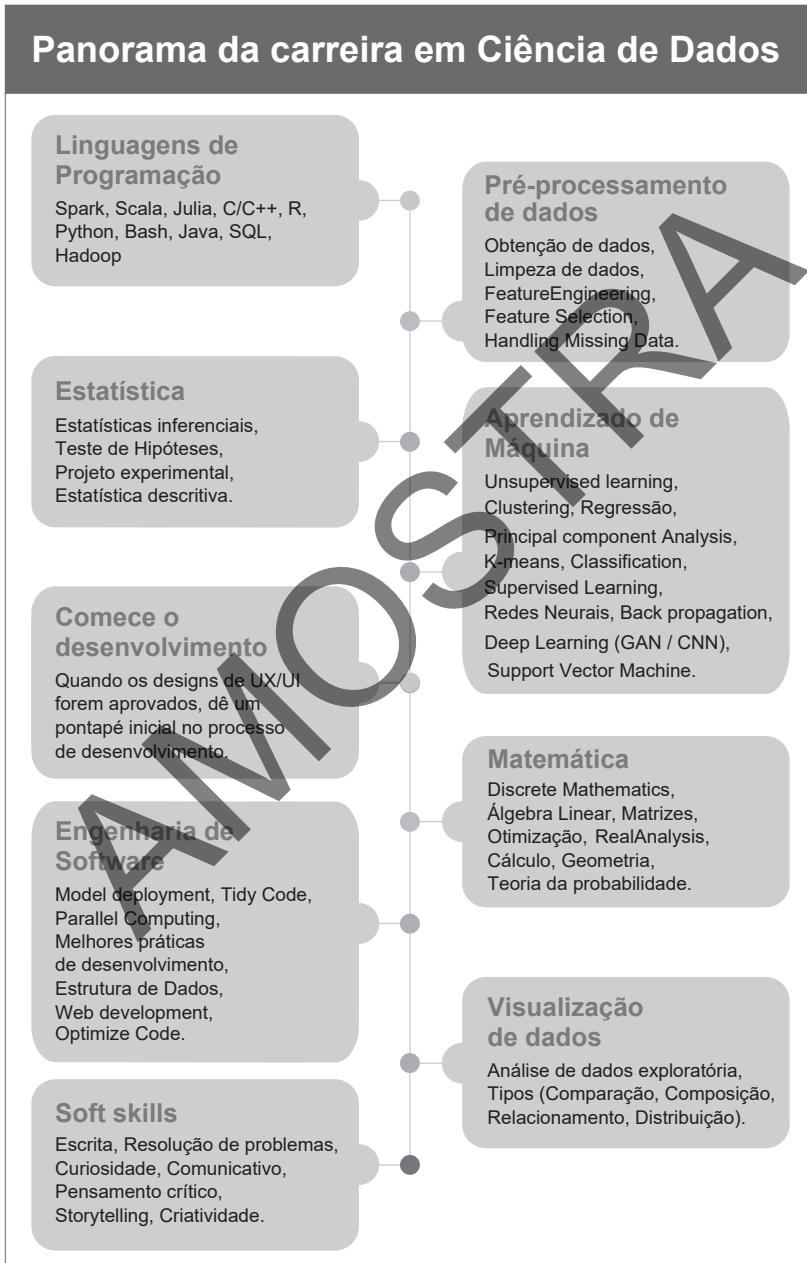 Panorama da carreira em Ciência de Dados
Linguagens de
Programação
Spark, Scala, Julia, C/C++, R,
Python, Bash, Java, SQL,
Hadoop
Pré-processamento
de dados
Obtenção de dados,
Limpeza de dados,
FeatureEngineering,
Feature Selection,
Handling Missing Data.
Estatística
Estatísticas inferenciais,
Teste de Hipóteses,
Projeto experimental,
Estatística descritiva.
Aprendizado de
Máquina
Unsupervised learning,
Clustering, Regressão,
Principal component Analysis,
K-means, Classification,
Supervised Learning,
Redes Neurais, Back propagation,
Deep Learning (GAN / CNN),
Support Vector Machine.
Comece o
desenvolvimento
Quando os designs de UX/UI
forem aprovados, dê um
pontapé inicial no processo
de desenvolvimento.
Matemática
Discrete Mathematics,
Álgebra Linear, Matrizes,
Otimização, RealAnalysis,
Cálculo, Geometria,
Teoria da probabilidade.
Engenharia de
Software
Model deployment, Tidy Code,
Parallel Computing,
Melhores práticas
de desenvolvimento,
Estrutura de Dados,
Web development,
Optimize Code.
Visualização
de dados
Análise de dados exploratória,
Tipos (Comparação, Composição,
Relacionamento, Distribuição).
Soft skills
Escrita, Resolução de problemas,
Curiosidade, Comunicativo,
Pensamento crítico,
Storytelling, Criatividade.
AMOSTRA